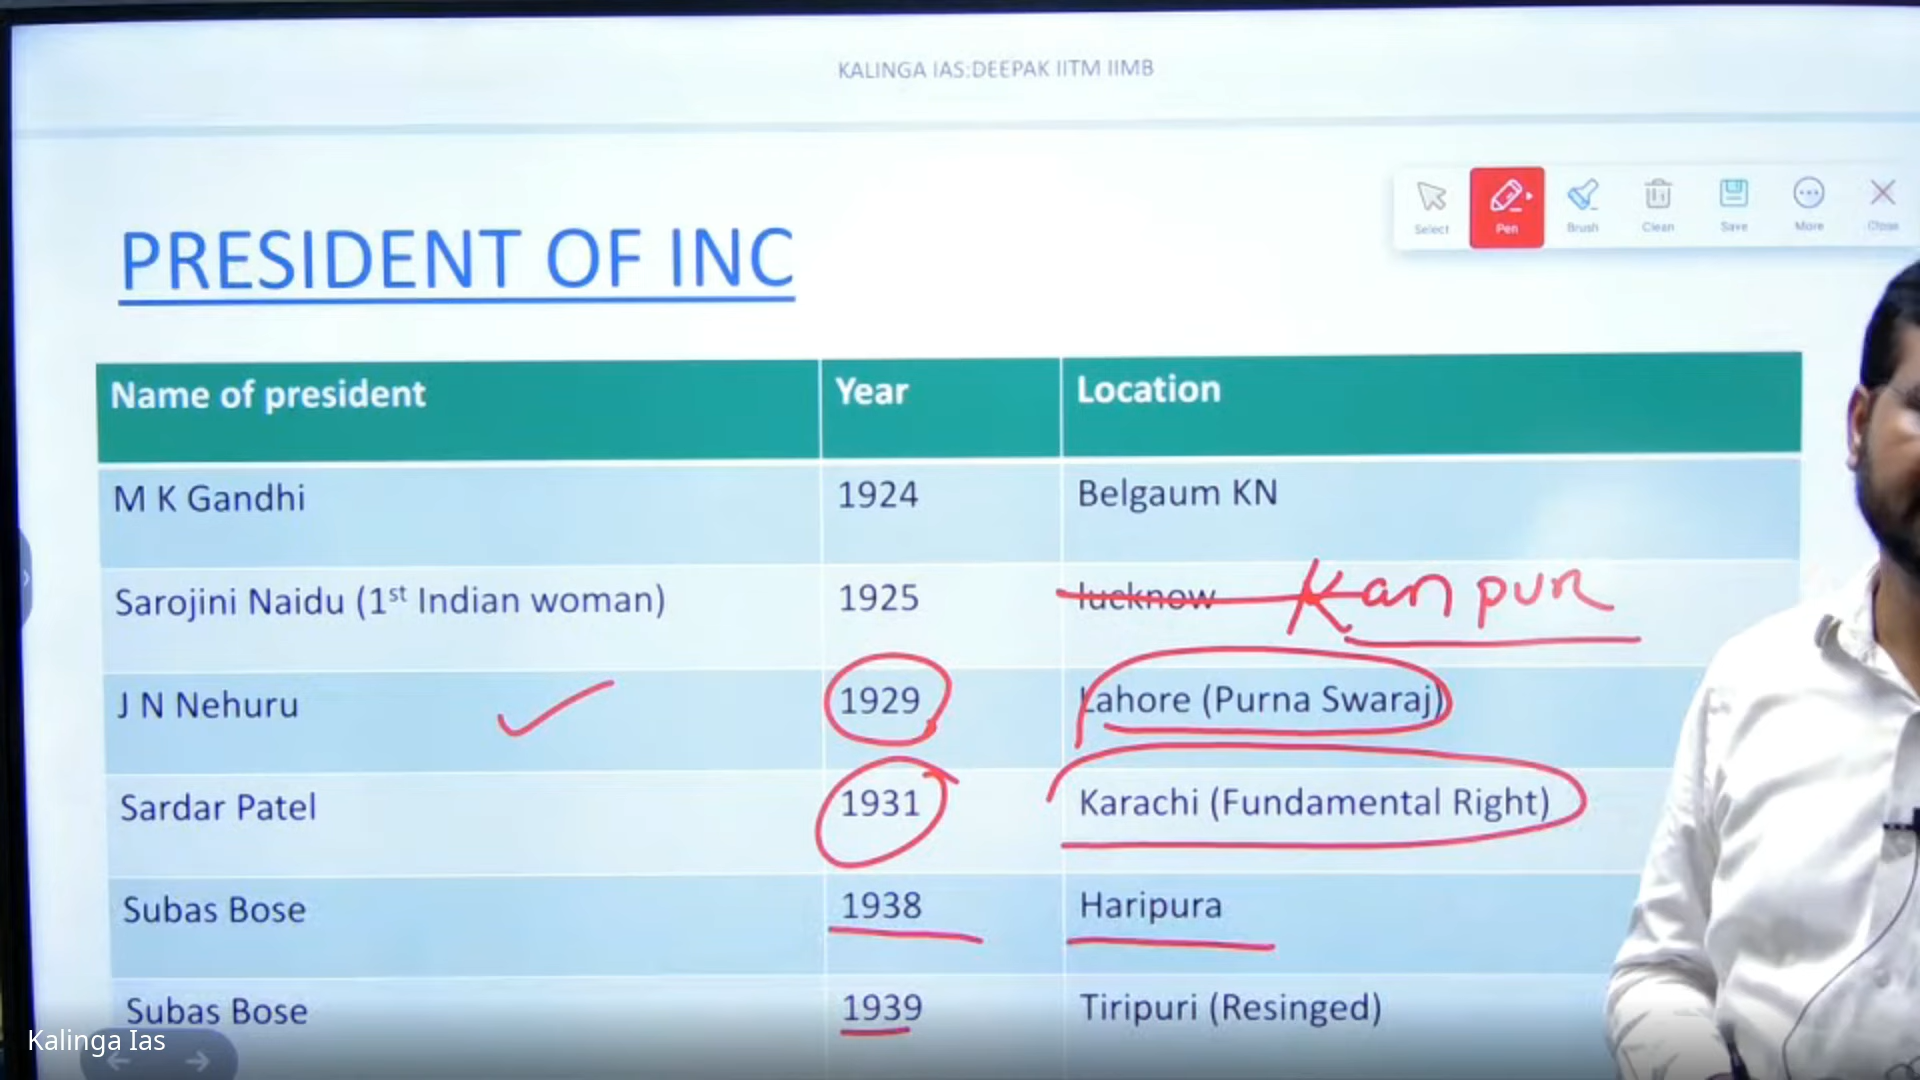 KALINGA IAS:DEEPAK IITM IIMB
Select Pen Brush Clean Save More Close
PRESIDENT OF INC
Name of president Year Location
M K Gandhi 1924 Belgaum KN
Sarojini Naidu (1st Indian woman) 1925 lucknow Kanpur
J N Nehuru 1929 Lahore (Purna Swaraj)
Sardar Patel 1931 Karachi (Fundamental Right)
Subas Bose 1938 Haripura
Subas Bose 1939 Tiripuri (Resinged)
Kalinga Ias